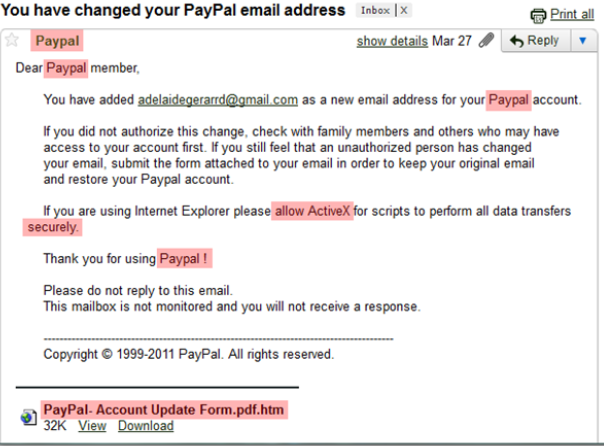 You have changed your PayPal email address Inbox X Print all
Paypal show details Mar 27 Reply
Dear Paypal member,
You have added adelaidegerarrd@gmail.com as a new email address for your Paypal account.
If you did not authorize this change, check with family members and others who may have
access to your account first. If you still feel that an unauthorized person has changed
your email, submit the form attached to your email in order to keep your original email
and restore your Paypal account.
If you are using Internet Explorer please allow ActiveX for scripts to perform all data transfers
securely.
Thank you for using Paypal !
Please do not reply to this email.
This mailbox is not monitored and you will not receive a response.
Copyright © 1999-2011 PayPal. All rights reserved.
PayPal- Account Update Form.pdf.htm
32K View Download